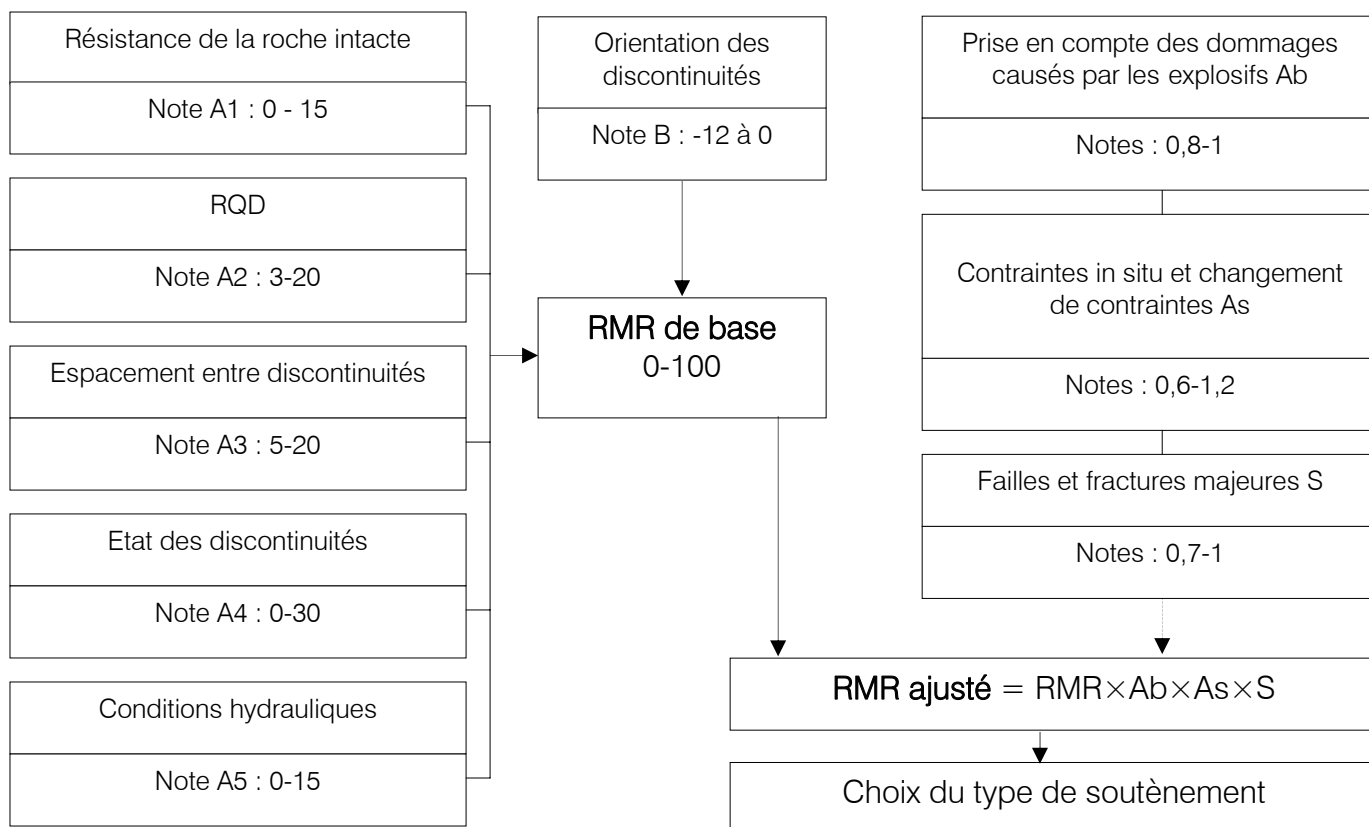 Résistance de la roche intacte
Note A1 : 0 - 15
RQD
Note A2 : 3-20
Espacement entre discontinuités
Note A3 : 5-20
Etat des discontinuités
Note A4 : 0-30
Conditions hydrauliques
Note A5 : 0-15
Orientation des
discontinuités
Note B : -12 à 0
RMR de base
0-100
Prise en compte des dommages
causés par les explosifs Ab
Notes : 0,8-1
Contraintes in situ et changement
de contraintes As
Notes : 0,6-1,2
Failles et fractures majeures S
Notes : 0,7-1
RMR ajusté = RMR×Ab×As×S
Choix du type de soutènement